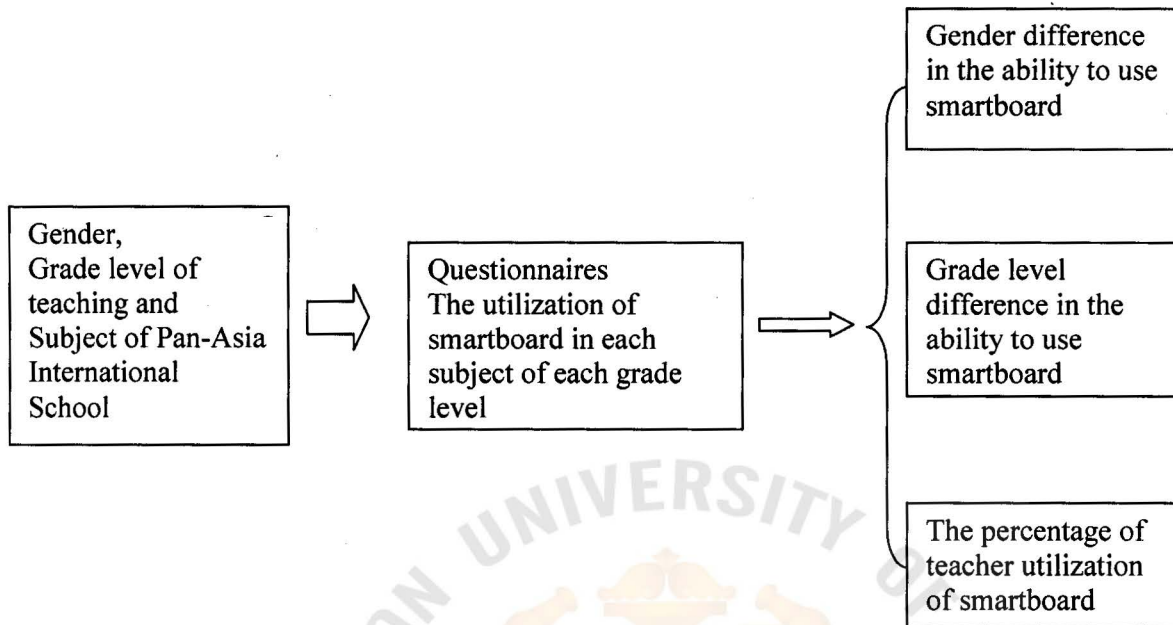 Gender difference
in the ability to use
smartboard
Gender,
Grade level of
teaching and
Subject of Pan-Asia
International
School
Questionnaires
The utilization of
smartboard in each
subject of each grade
level
Grade level
difference in the
ability to use
smartboard
The percentage of
teacher utilization
of smartboard
UNIVERSITY OF